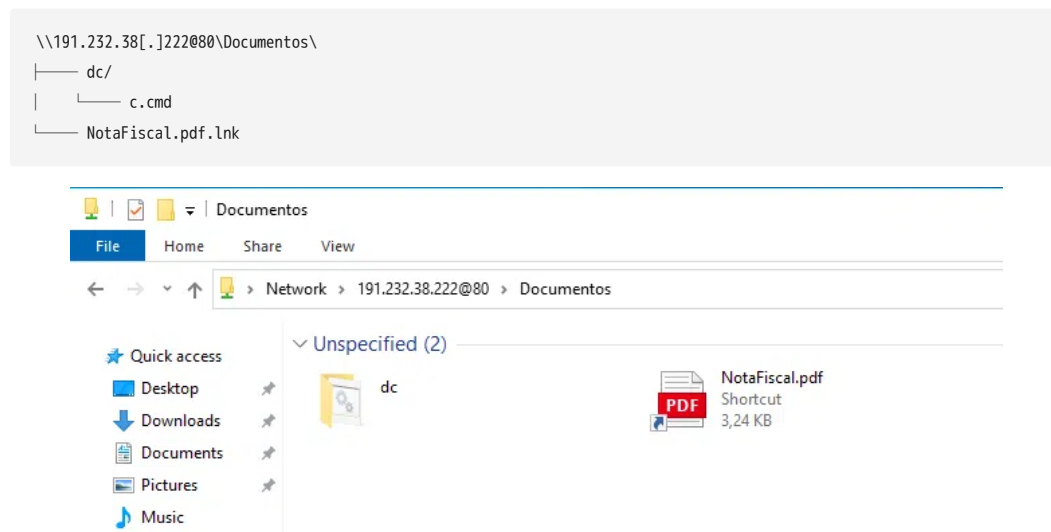 \\191.232.38[.]222@80\Documentos\
├── dc/
│   └── c.cmd
└── NotaFiscal.pdf.lnk
Documentos
File Home Share View
Network > 191.232.38.222@80 > Documentos
Quick access
Desktop
Downloads
Documents
Pictures
Music
Unspecified (2)
dc
NotaFiscal.pdf
Shortcut
3,24 KB
PDF